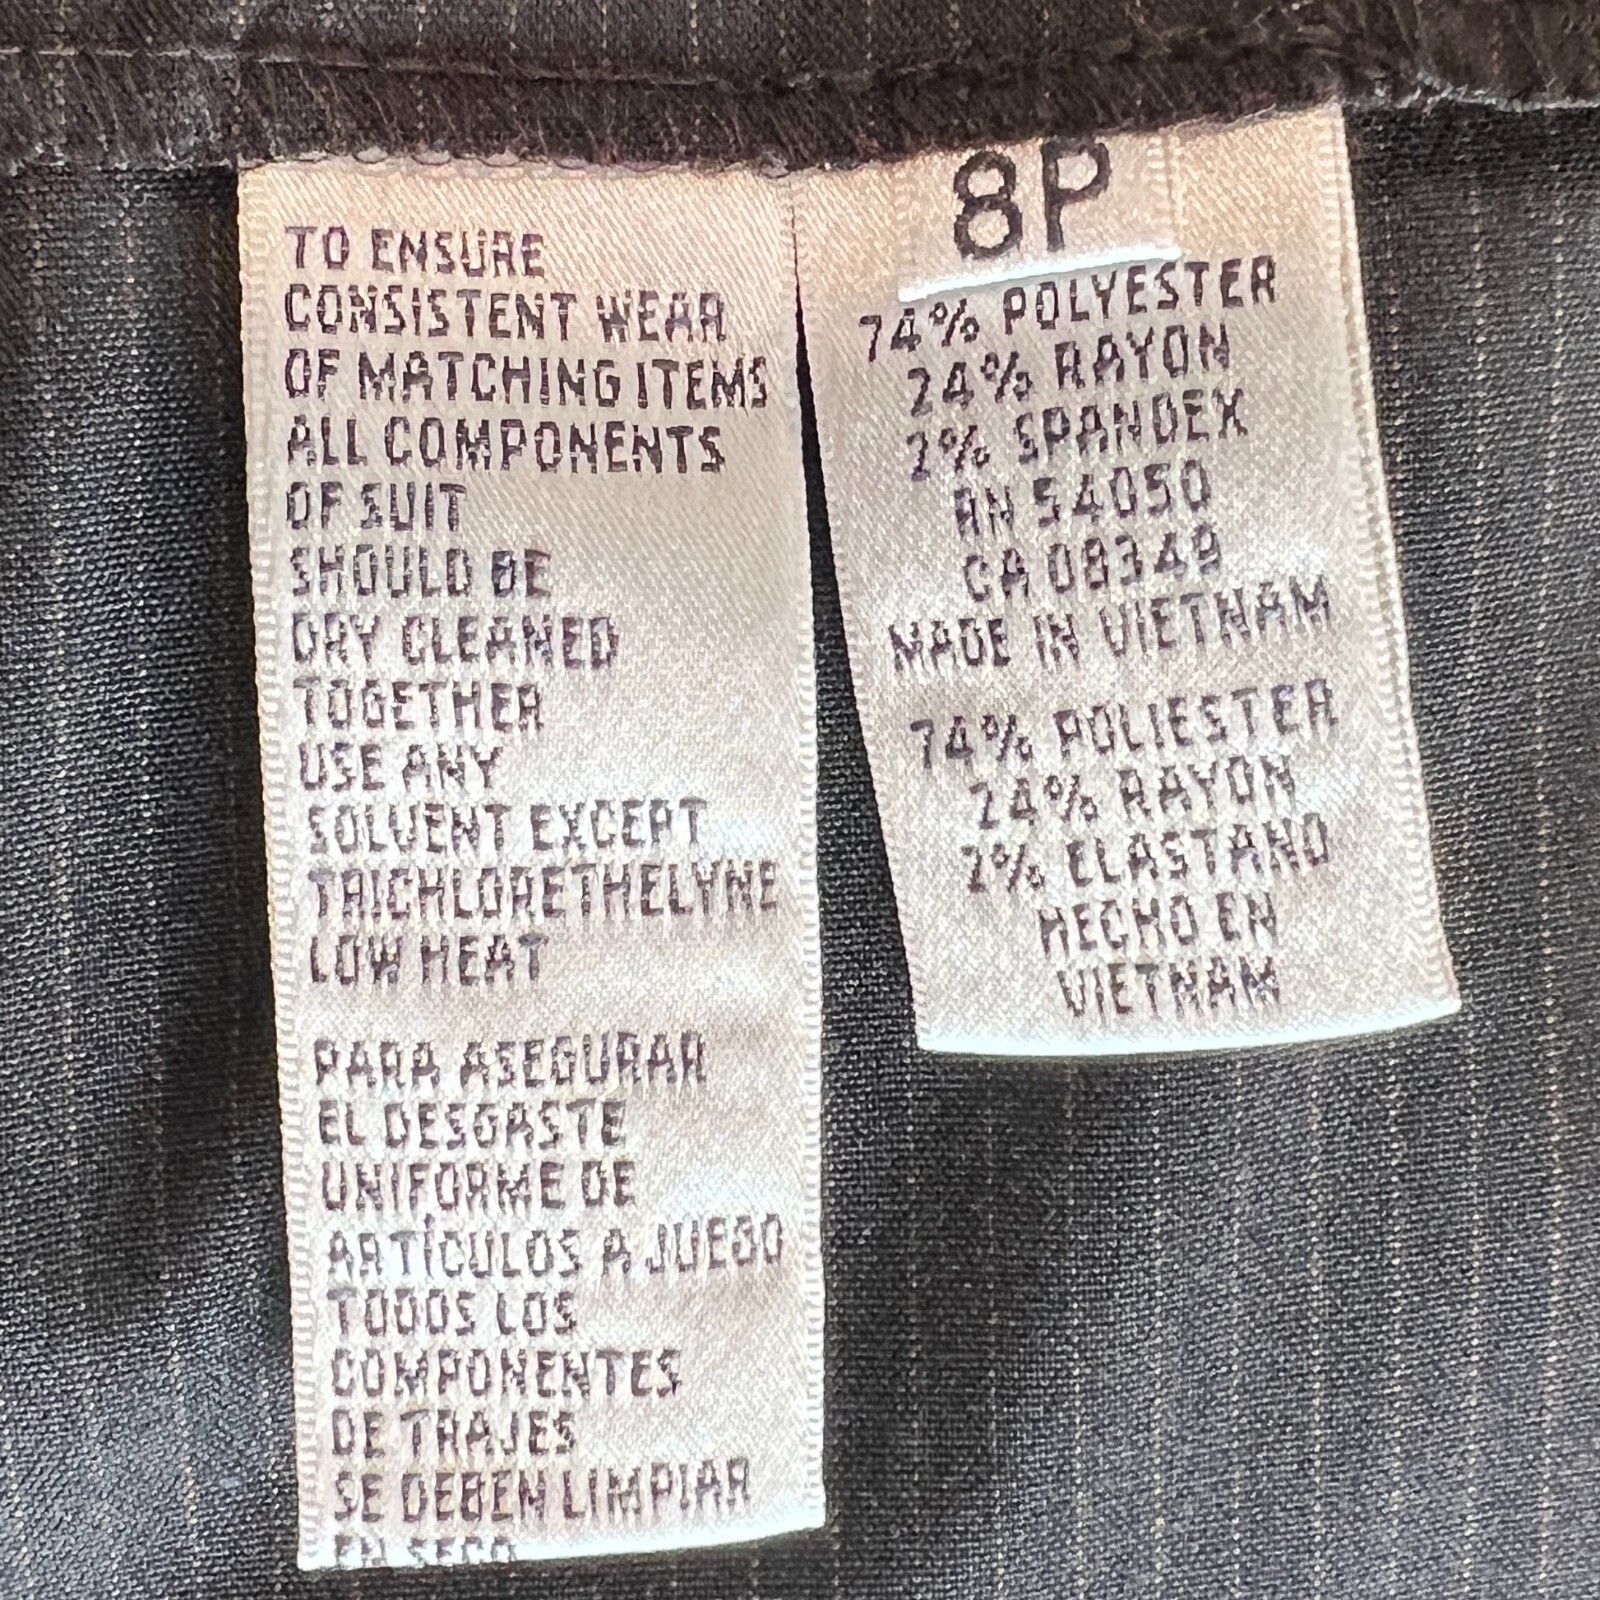 TO ENSURE
CONSISTENT WEAR
OF MATCHING ITEMS
ALL COMPONENTS
OF SUIT
SHOULD BE
DRY CLEANED
TOGETHER
USE ANY
SOLVENT EXCEPT
TRICHLORETHELYNE
LOW HEAT
PARA ASEGURAR
EL DESGASTE
UNIFORME DE
ARTÍCULOS A JUEGO
TODOS LOS
COMPONENTES
DE TRAJES
SE DEBEN LIMPIAR
EN SECO
8P
74% POLYESTER
24% RAYON
2% SPANDEX
RN 54050
CA 08349
MADE IN VIETNAM
74% POLIESTER
24% RAYON
2% ELASTANO
HECHO EN
VIETNAM